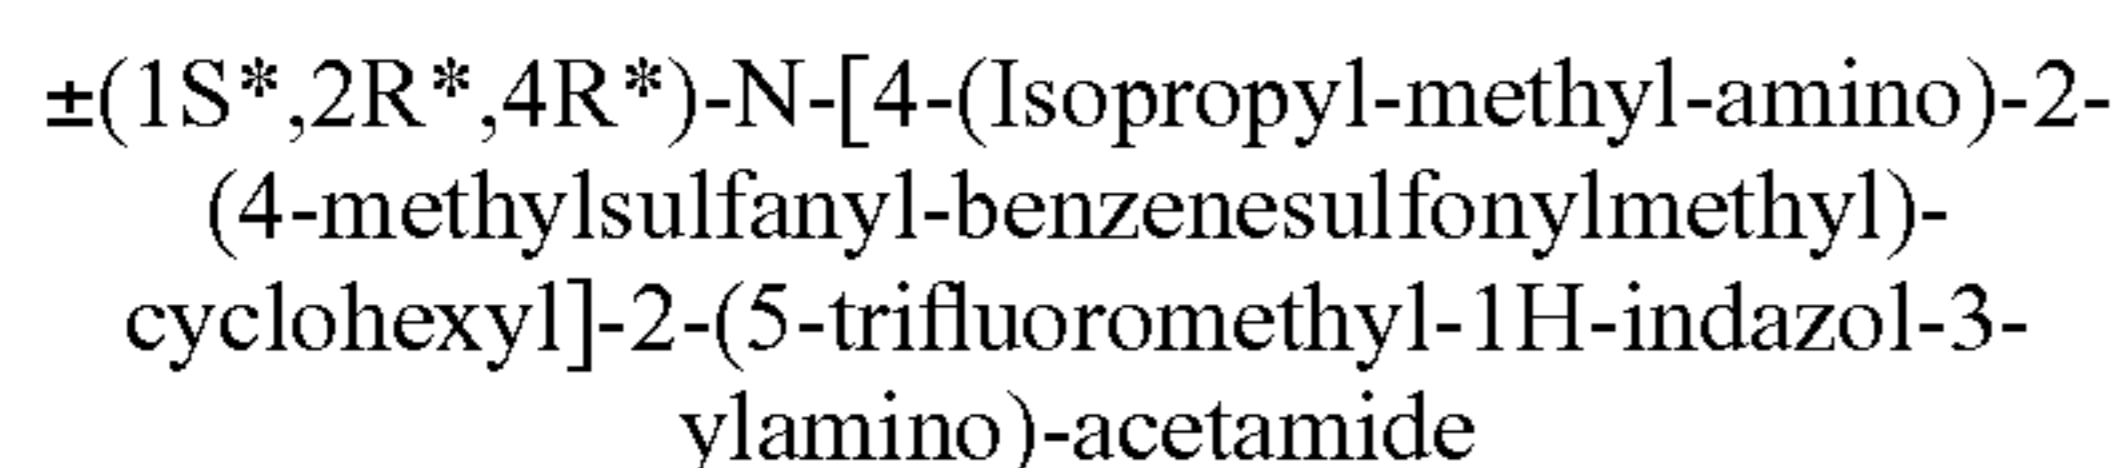 ±(1S*,2R*,4R*)-N-[4-(Isopropyl-methyl-amino)-2-
(4-methylsulfanyl-benzenesulfonylmethyl)-
cyclohexyl]-2-(5-trifluoromethyl-1H-indazol-3-
ylamino)-acetamide